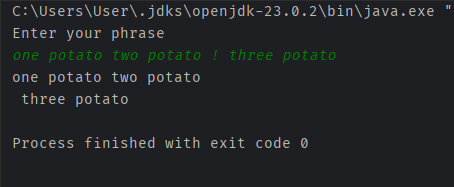 C:\Users\User\.jdks\openjdk-23.0.2\bin\java.exe "
Enter your phrase
one potato two potato ! three potato
one potato two potato
 three potato
Process finished with exit code 0